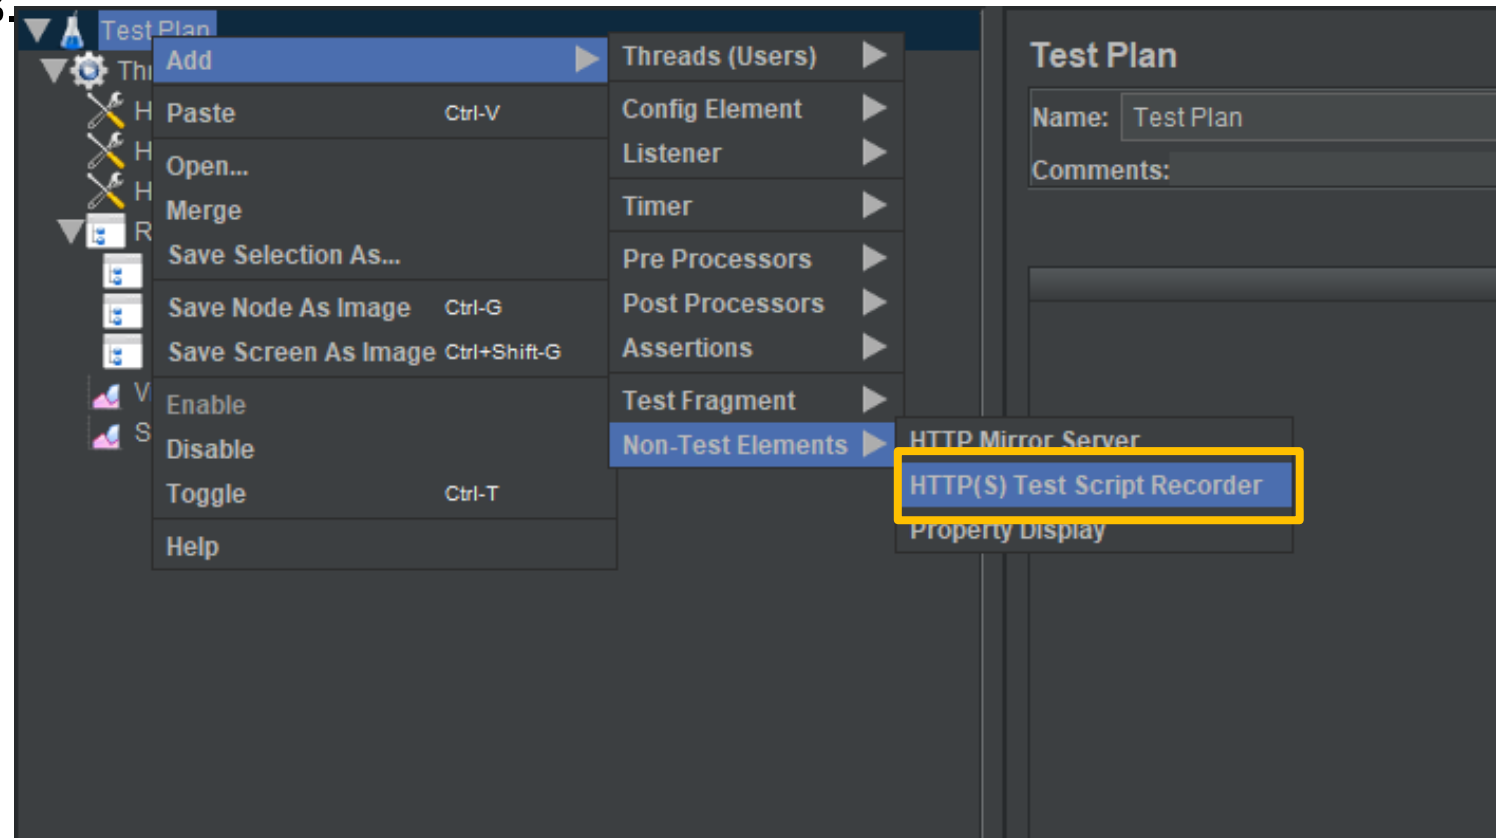 Test Plan
Thr
H
H
H
R
V
S
Add
Paste Ctrl-V
Open...
Merge
Save Selection As...
Save Node As Image Ctrl-G
Save Screen As Image Ctrl+Shift-G
Enable
Disable
Toggle Ctrl-T
Help
Threads (Users)
Config Element
Listener
Timer
Pre Processors
Post Processors
Assertions
Test Fragment
Non-Test Elements
HTTP Mirror Server
HTTP(S) Test Script Recorder
Property Display
Test Plan
Name: Test Plan
Comments: